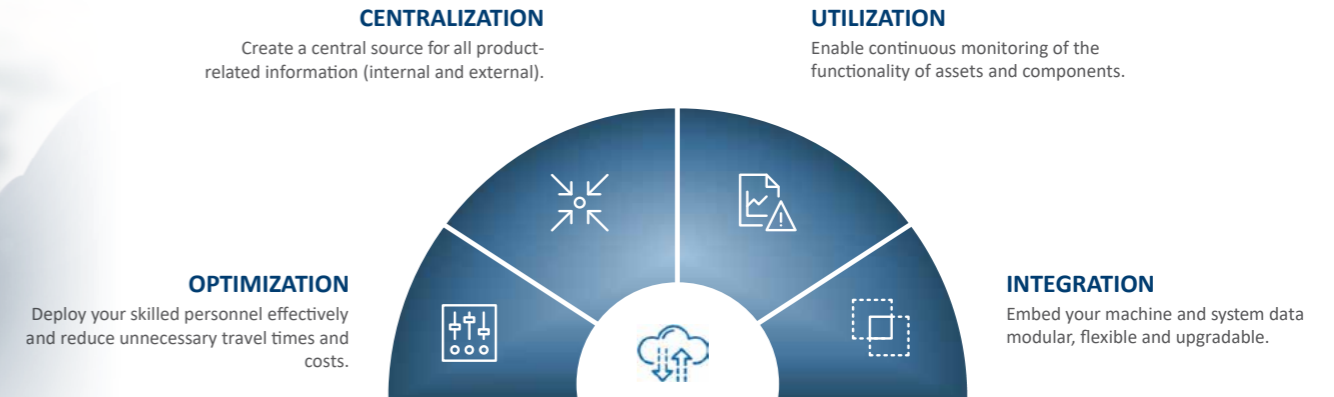 CENTRALIZATION
Create a central source for all product-
related information (internal and external).
UTILIZATION
Enable continuous monitoring of the
functionality of assets and components.
OPTIMIZATION
Deploy your skilled personnel effectively
and reduce unnecessary travel times and
costs.
INTEGRATION
Embed your machine and system data
modular, flexible and upgradable.